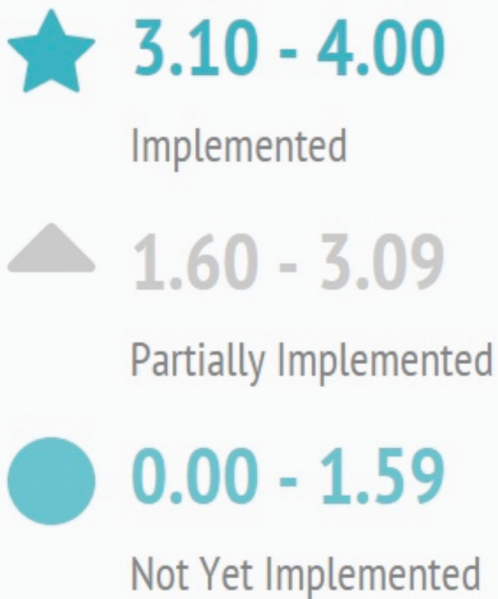 3.10 - 4.00
Implemented
1.60 - 3.09
Partially Implemented
0.00 - 1.59
Not Yet Implemented